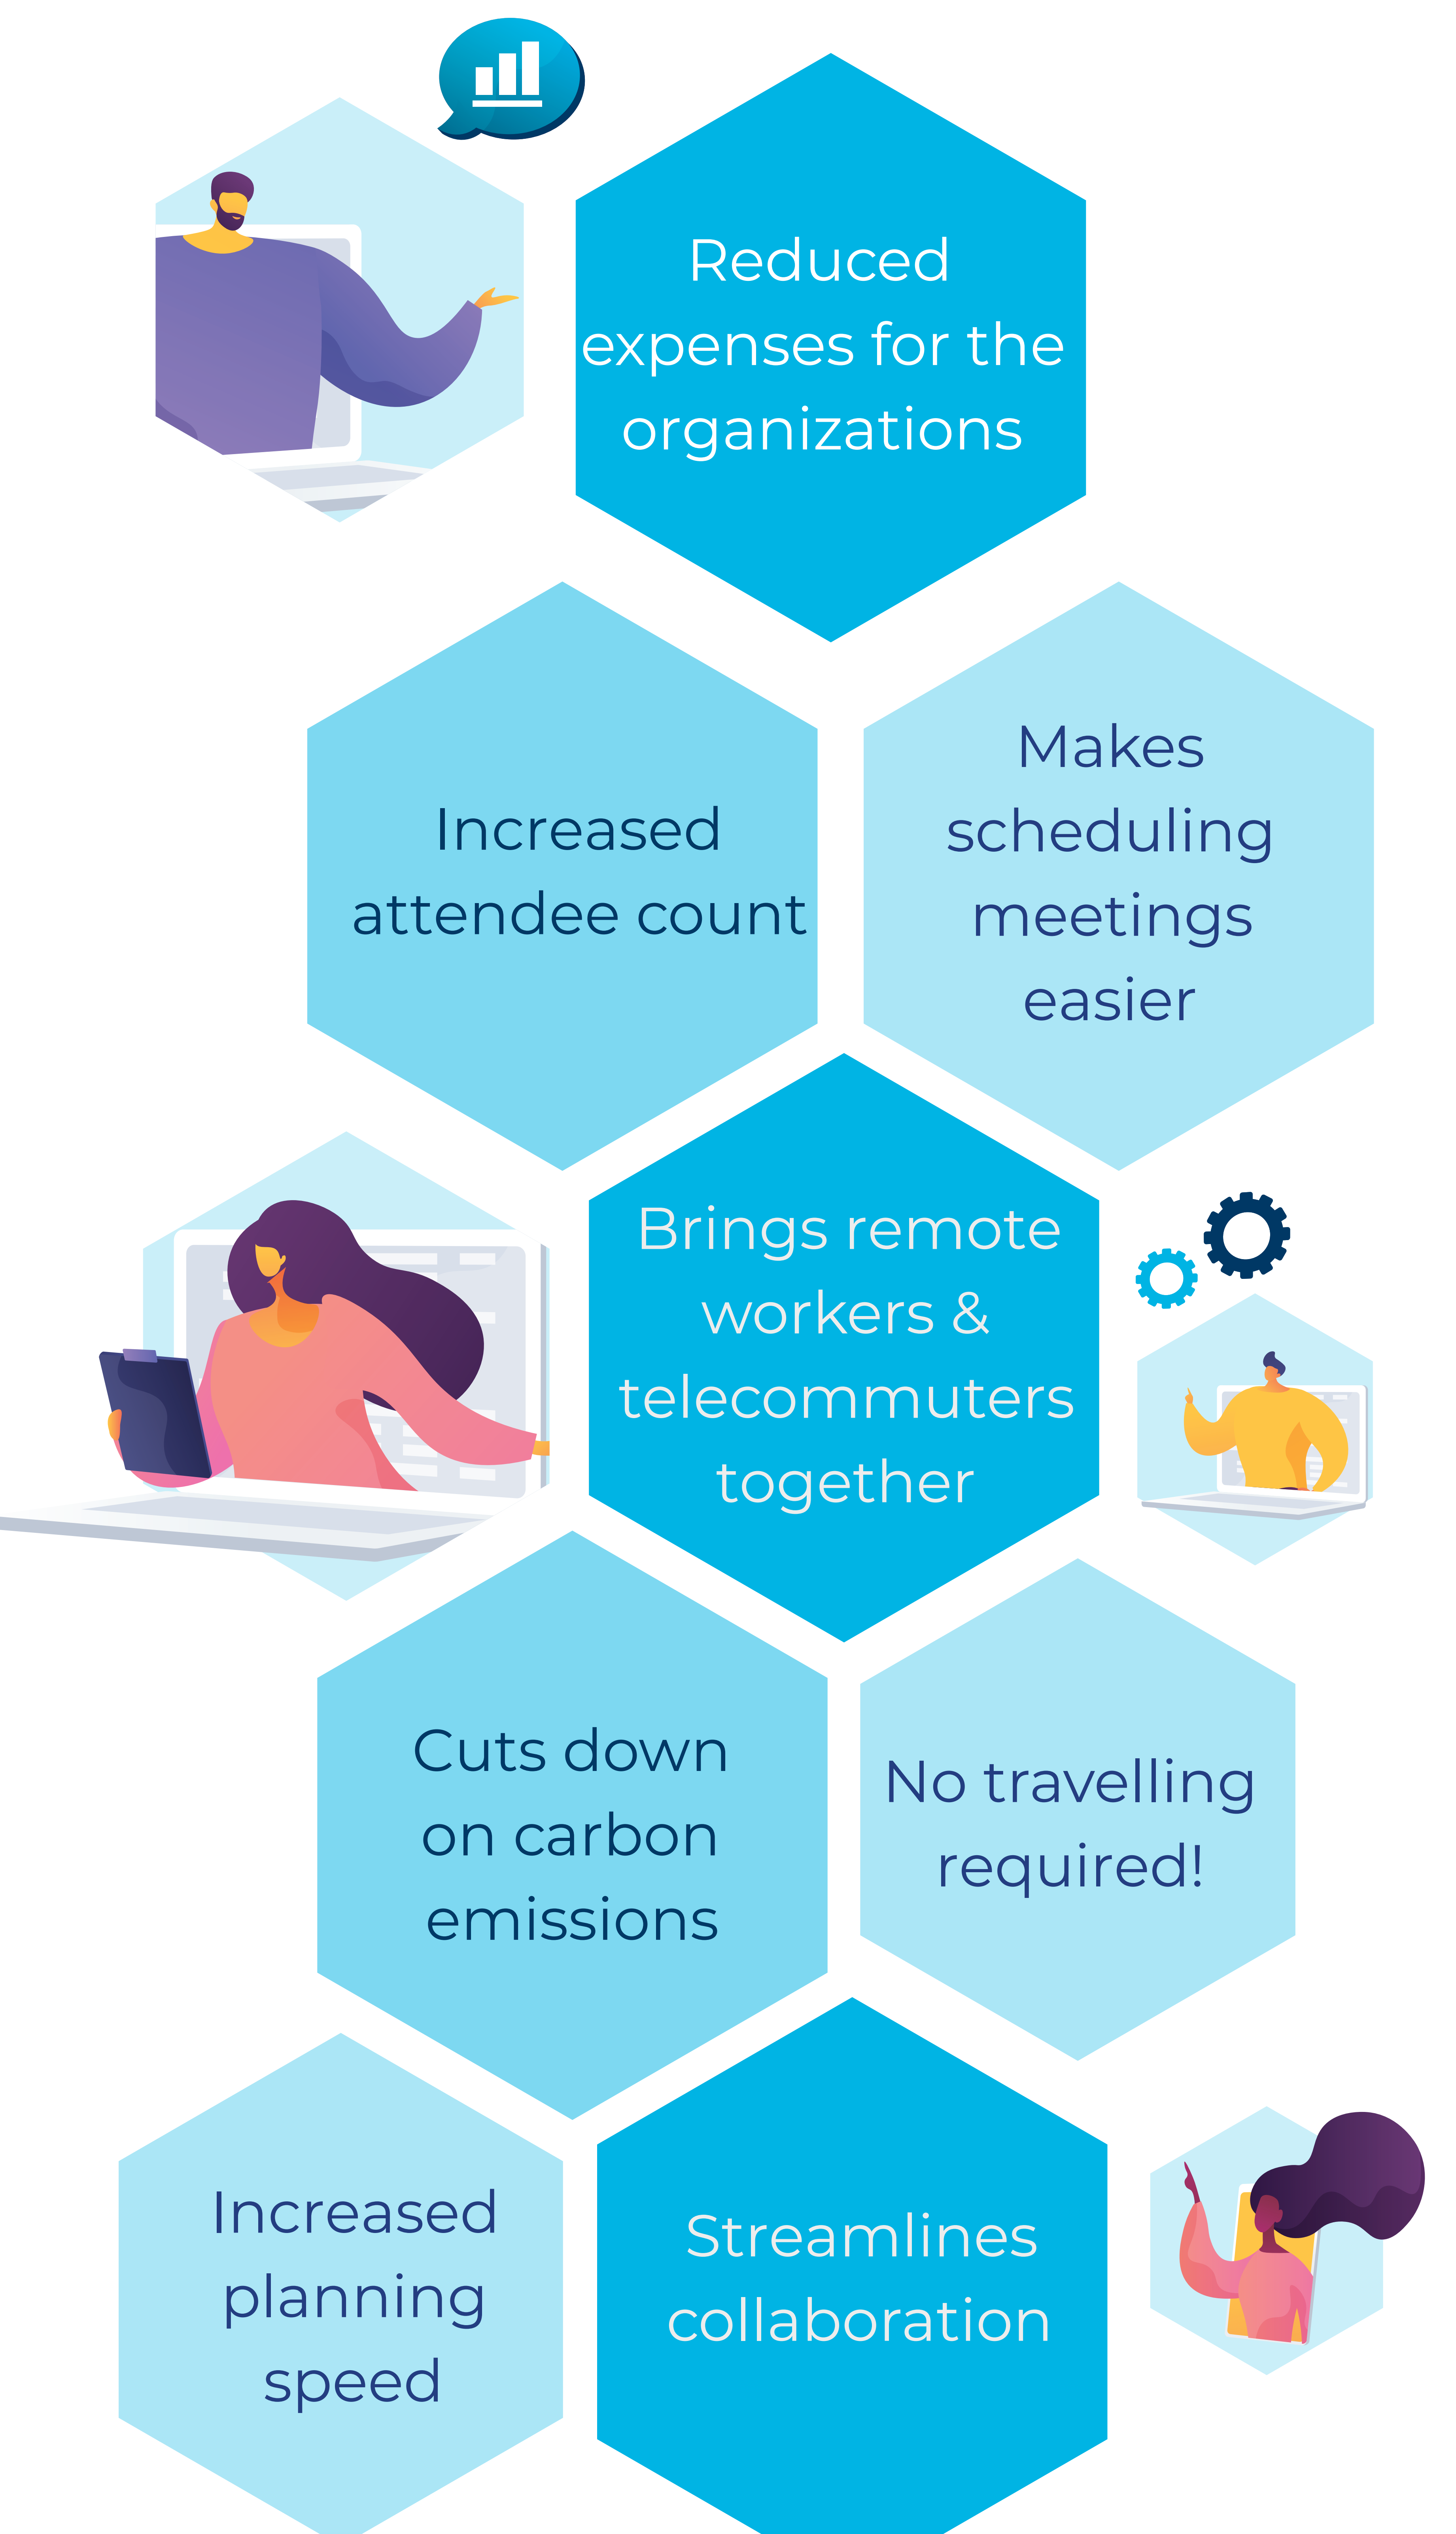 Reduced
expenses for the
organizations
Increased
attendee count
Makes
scheduling
meetings
easier
Brings remote
workers &
telecommuters
together
Cuts down
on carbon
emissions
No travelling
required!
Increased
planning
speed
Streamlines
collaboration